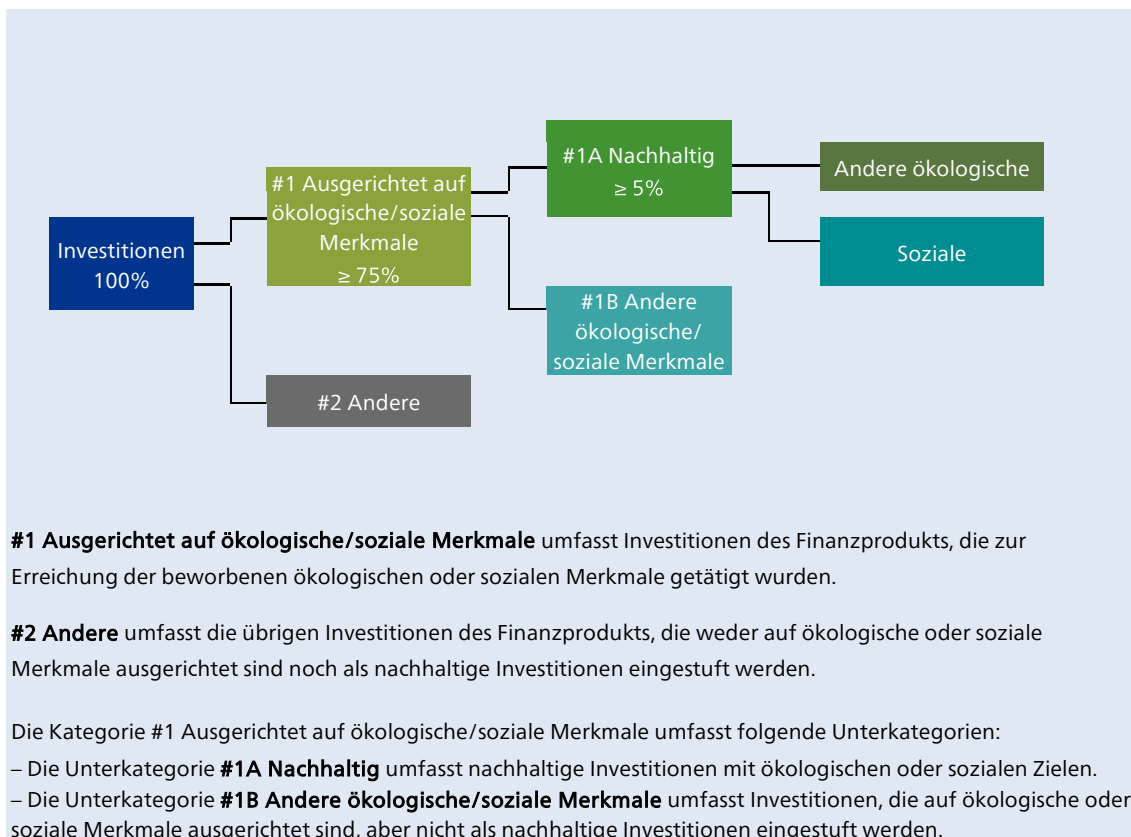 Investitionen
100%
#1 Ausgerichtet auf
ökologische/soziale
Merkmale
≥ 75%
#2 Andere
#1A Nachhaltig
≥ 5%
#1B Andere
ökologische/
soziale Merkmale
Andere ökologische
Soziale
#1 Ausgerichtet auf ökologische/soziale Merkmale umfasst Investitionen des Finanzprodukts, die zur
Erreichung der beworbenen ökologischen oder sozialen Merkmale getätigt wurden.
#2 Andere umfasst die übrigen Investitionen des Finanzprodukts, die weder auf ökologische oder soziale
Merkmale ausgerichtet sind noch als nachhaltige Investitionen eingestuft werden.
Die Kategorie #1 Ausgerichtet auf ökologische/soziale Merkmale umfasst folgende Unterkategorien:
– Die Unterkategorie #1A Nachhaltig umfasst nachhaltige Investitionen mit ökologischen oder sozialen Zielen.
– Die Unterkategorie #1B Andere ökologische/soziale Merkmale umfasst Investitionen, die auf ökologische oder
soziale Merkmale ausgerichtet sind, aber nicht als nachhaltige Investitionen eingestuft werden.